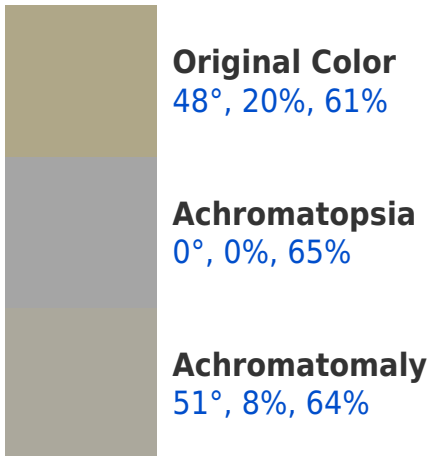 Original Color
48°, 20%, 61%
Achromatopsia
0°, 0%, 65%
Achromatomaly
51°, 8%, 64%